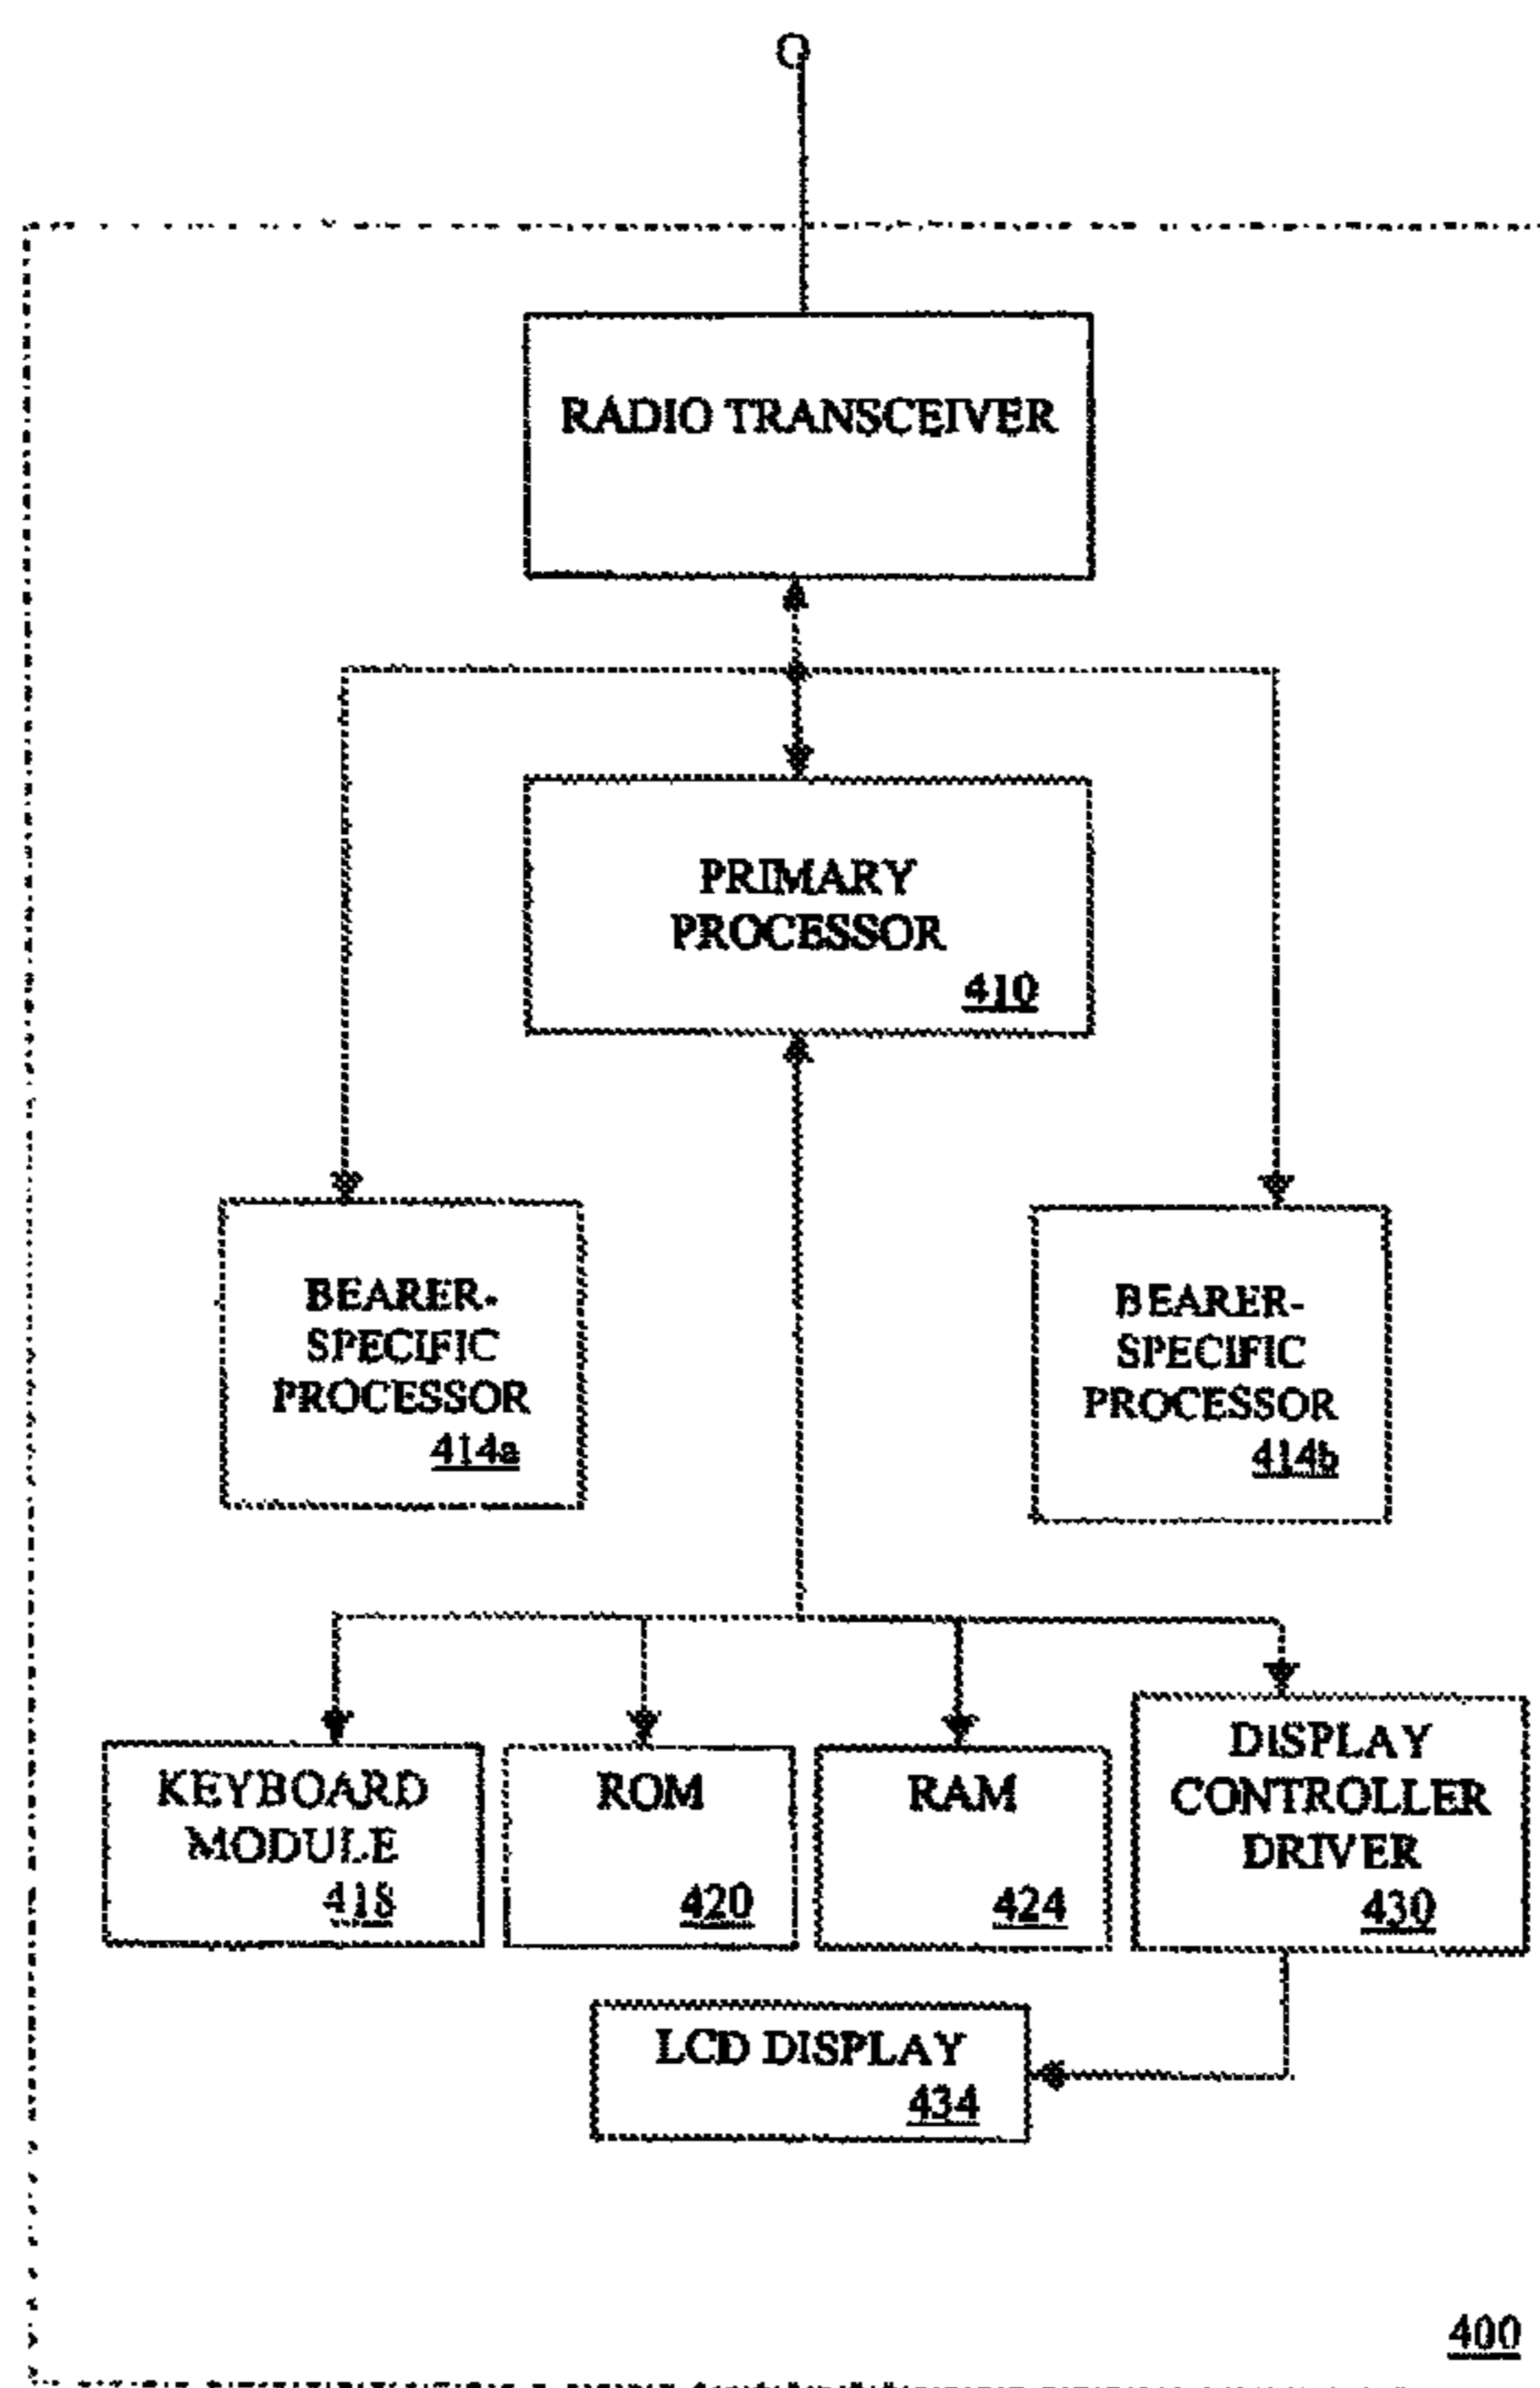 RADIO TRANSCEIVER
PRIMARY
PROCESSOR
410
BEARER-
SPECIFIC
PROCESSOR
414a
BEARER-
SPECIFIC
PROCESSOR
414b
KEYBOARD
MODULE
418
ROM
420
RAM
424
DISPLAY
CONTROLLER
DRIVER
430
LCD DISPLAY
434
400